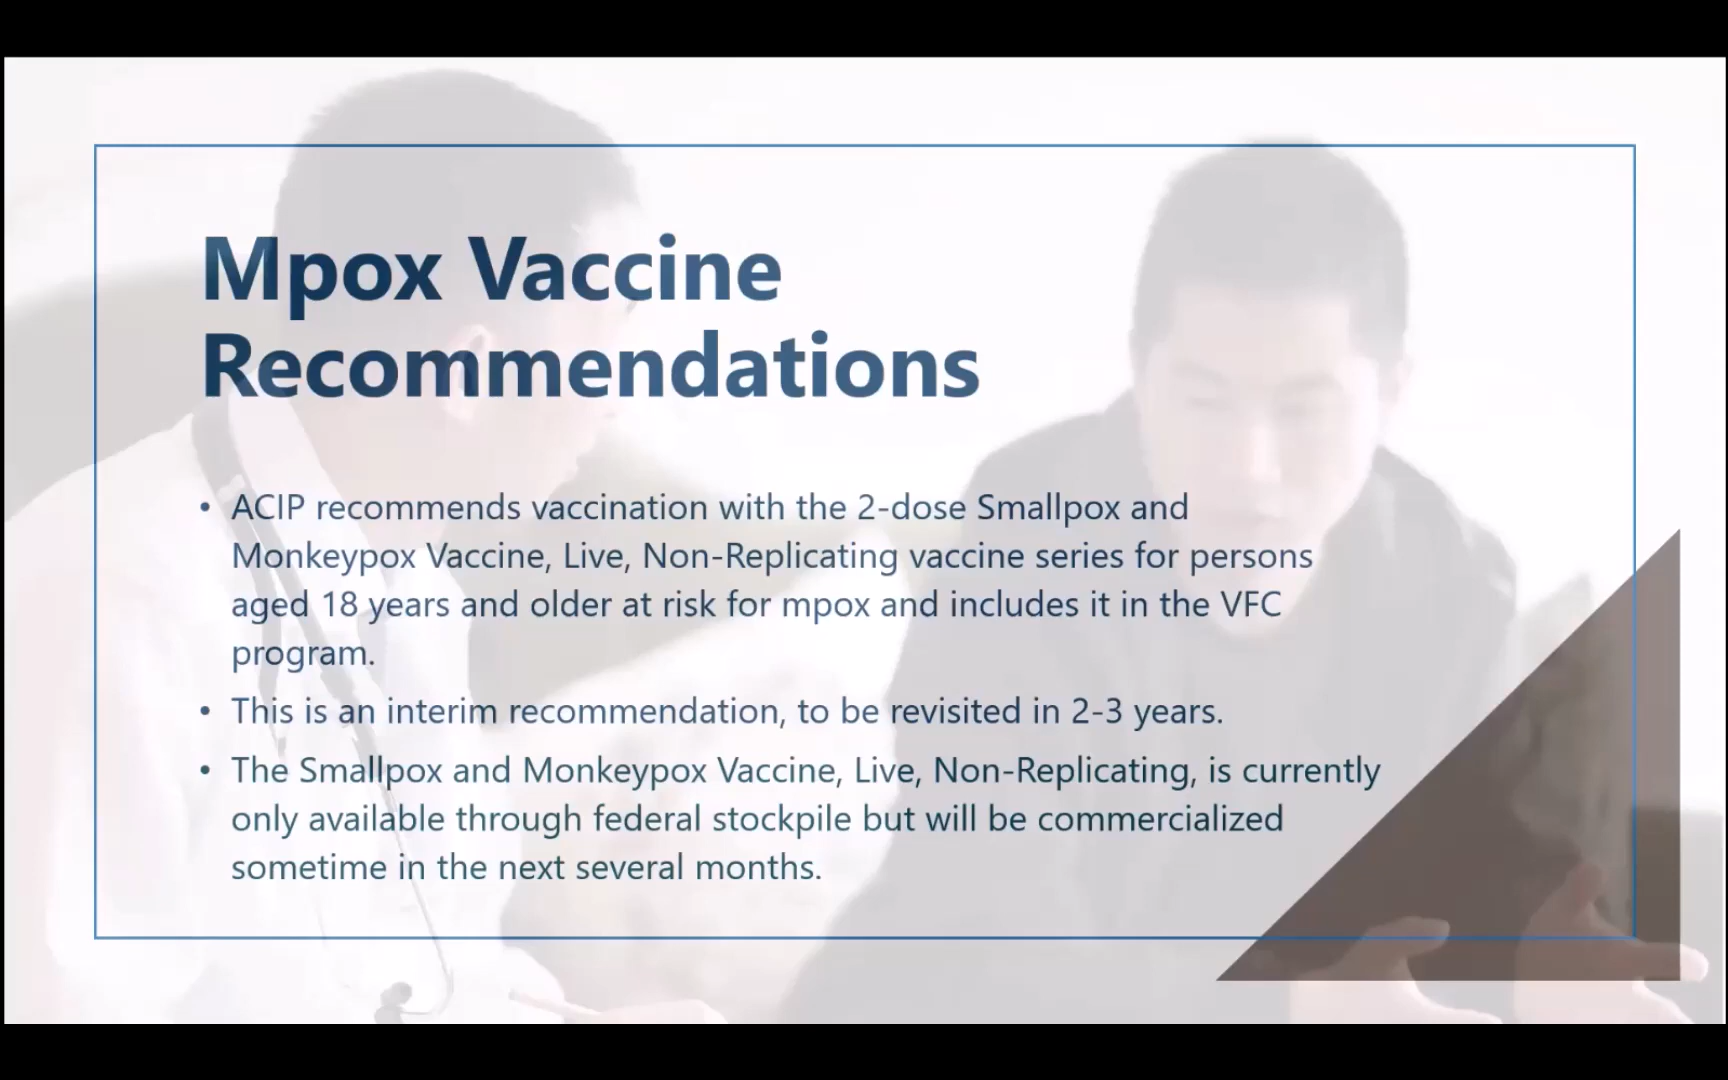 Mpox Vaccine
Recommendations
• ACIP recommends vaccination with the 2-dose Smallpox and
Monkeypox Vaccine, Live, Non-Replicating vaccine series for persons
aged 18 years and older at risk for mpox and includes it in the VFC
program.
• This is an interim recommendation, to be revisited in 2-3 years.
• The Smallpox and Monkeypox Vaccine, Live, Non-Replicating, is currently
only available through federal stockpile but will be commercialized
sometime in the next several months.